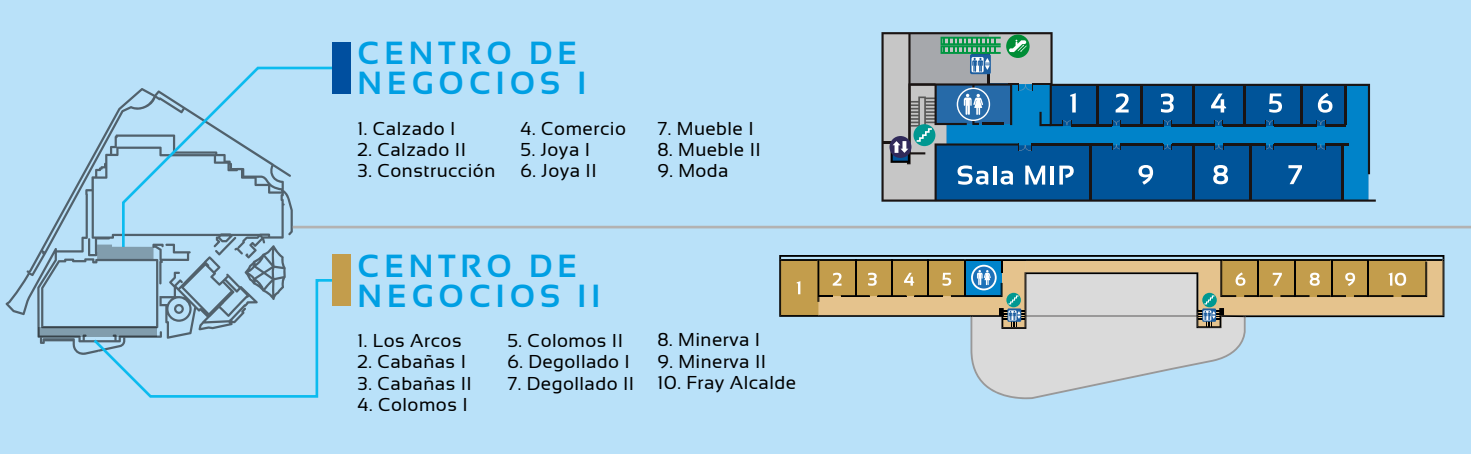 CENTRO DE
NEGOCIOS I
1. Calzado I
2. Calzado II
3. Construcción
4. Comercio
5. Joya I
6. Joya II
7. Mueble I
8. Mueble II
9. Moda
1 2 3 4 5 6
Sala MIP 9 8 7
CENTRO DE
NEGOCIOS II
1. Los Arcos
2. Cabañas I
3. Cabañas II
4. Colomos I
5. Colomos II
6. Degollado I
7. Degollado II
8. Minerva I
9. Minerva II
10. Fray Alcalde
1 2 3 4 5 6 7 8 9 10